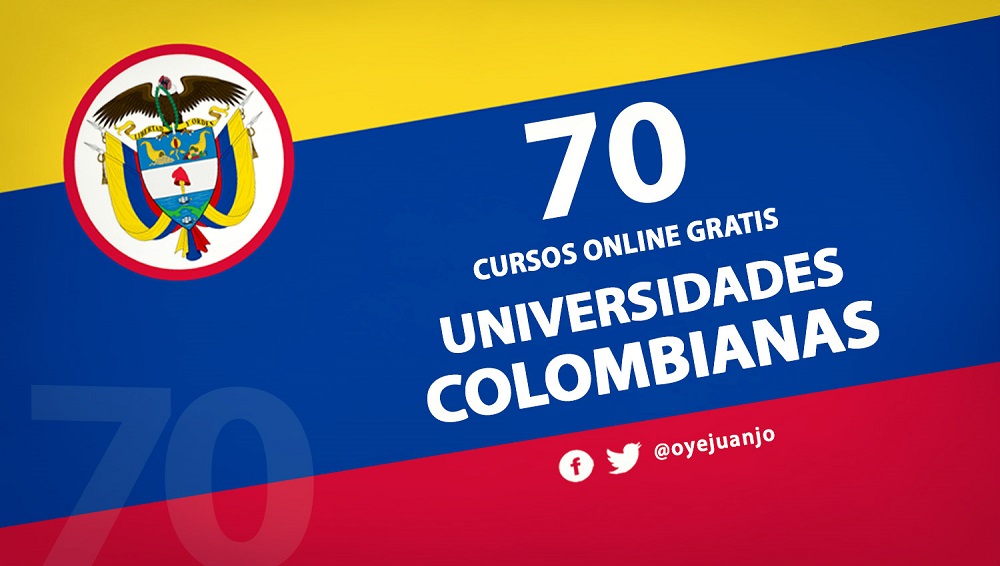 LIBERTAD Y ORDEN
70
CURSOS ONLINE GRATIS
UNIVERSIDADES
COLOMBIANAS
@oyejuanjo
70